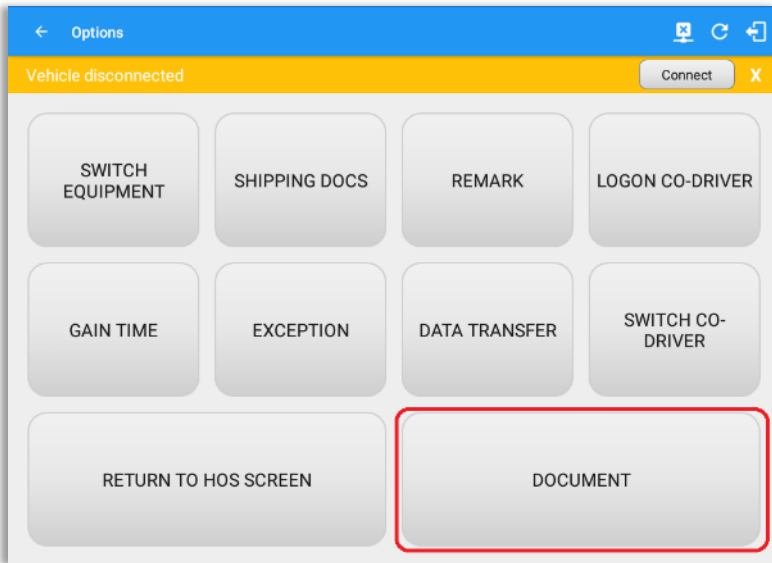 Options
Vehicle disconnected
Connect
X
SWITCH
EQUIPMENT
SHIPPING DOCS
REMARK
LOGON CO-DRIVER
GAIN TIME
EXCEPTION
DATA TRANSFER
SWITCH CO-
DRIVER
RETURN TO HOS SCREEN
DOCUMENT